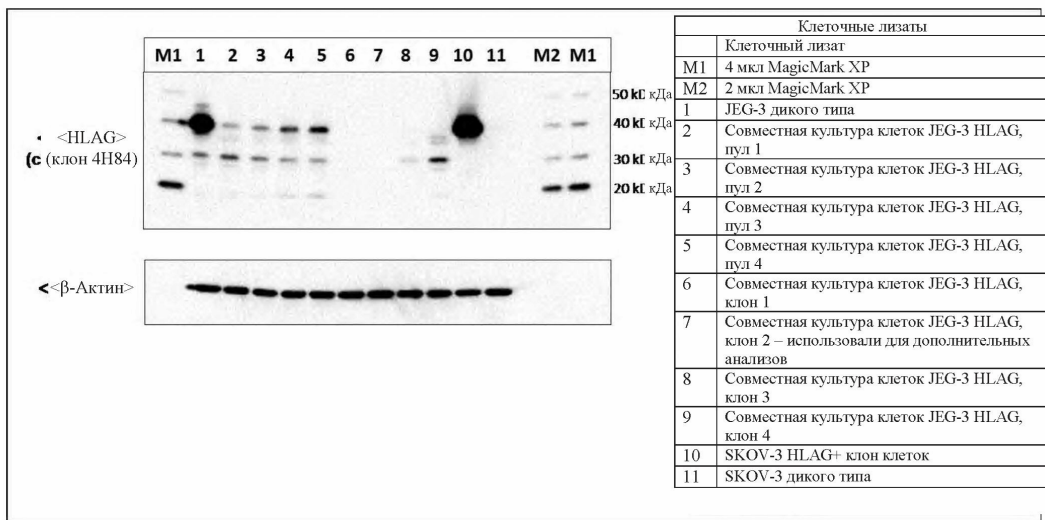 M1 1 2 3 4 5 6 7 8 9 10 11 M2 M1
50 kD кДа
40 kD кДа
30 kD кДа
20 kD кДа
<HLAG>
(c (клон 4H84)
<<β-Актин>
Клеточные лизаты
Клеточный лизат
M1 4 мкл MagicMark XP
M2 2 мкл MagicMark XP
1 JEG-3 дикого типа
2 Совместная культура клеток JEG-3 HLAG,
пул 1
3 Совместная культура клеток JEG-3 HLAG,
пул 2
4 Совместная культура клеток JEG-3 HLAG,
пул 3
5 Совместная культура клеток JEG-3 HLAG,
пул 4
6 Совместная культура клеток JEG-3 HLAG,
клон 1
7 Совместная культура клеток JEG-3 HLAG,
клон 2 – использовали для дополнительных
анализов
8 Совместная культура клеток JEG-3 HLAG,
клон 3
9 Совместная культура клеток JEG-3 HLAG,
клон 4
10 SKOV-3 HLAG+ клон клеток
11 SKOV-3 дикого типа